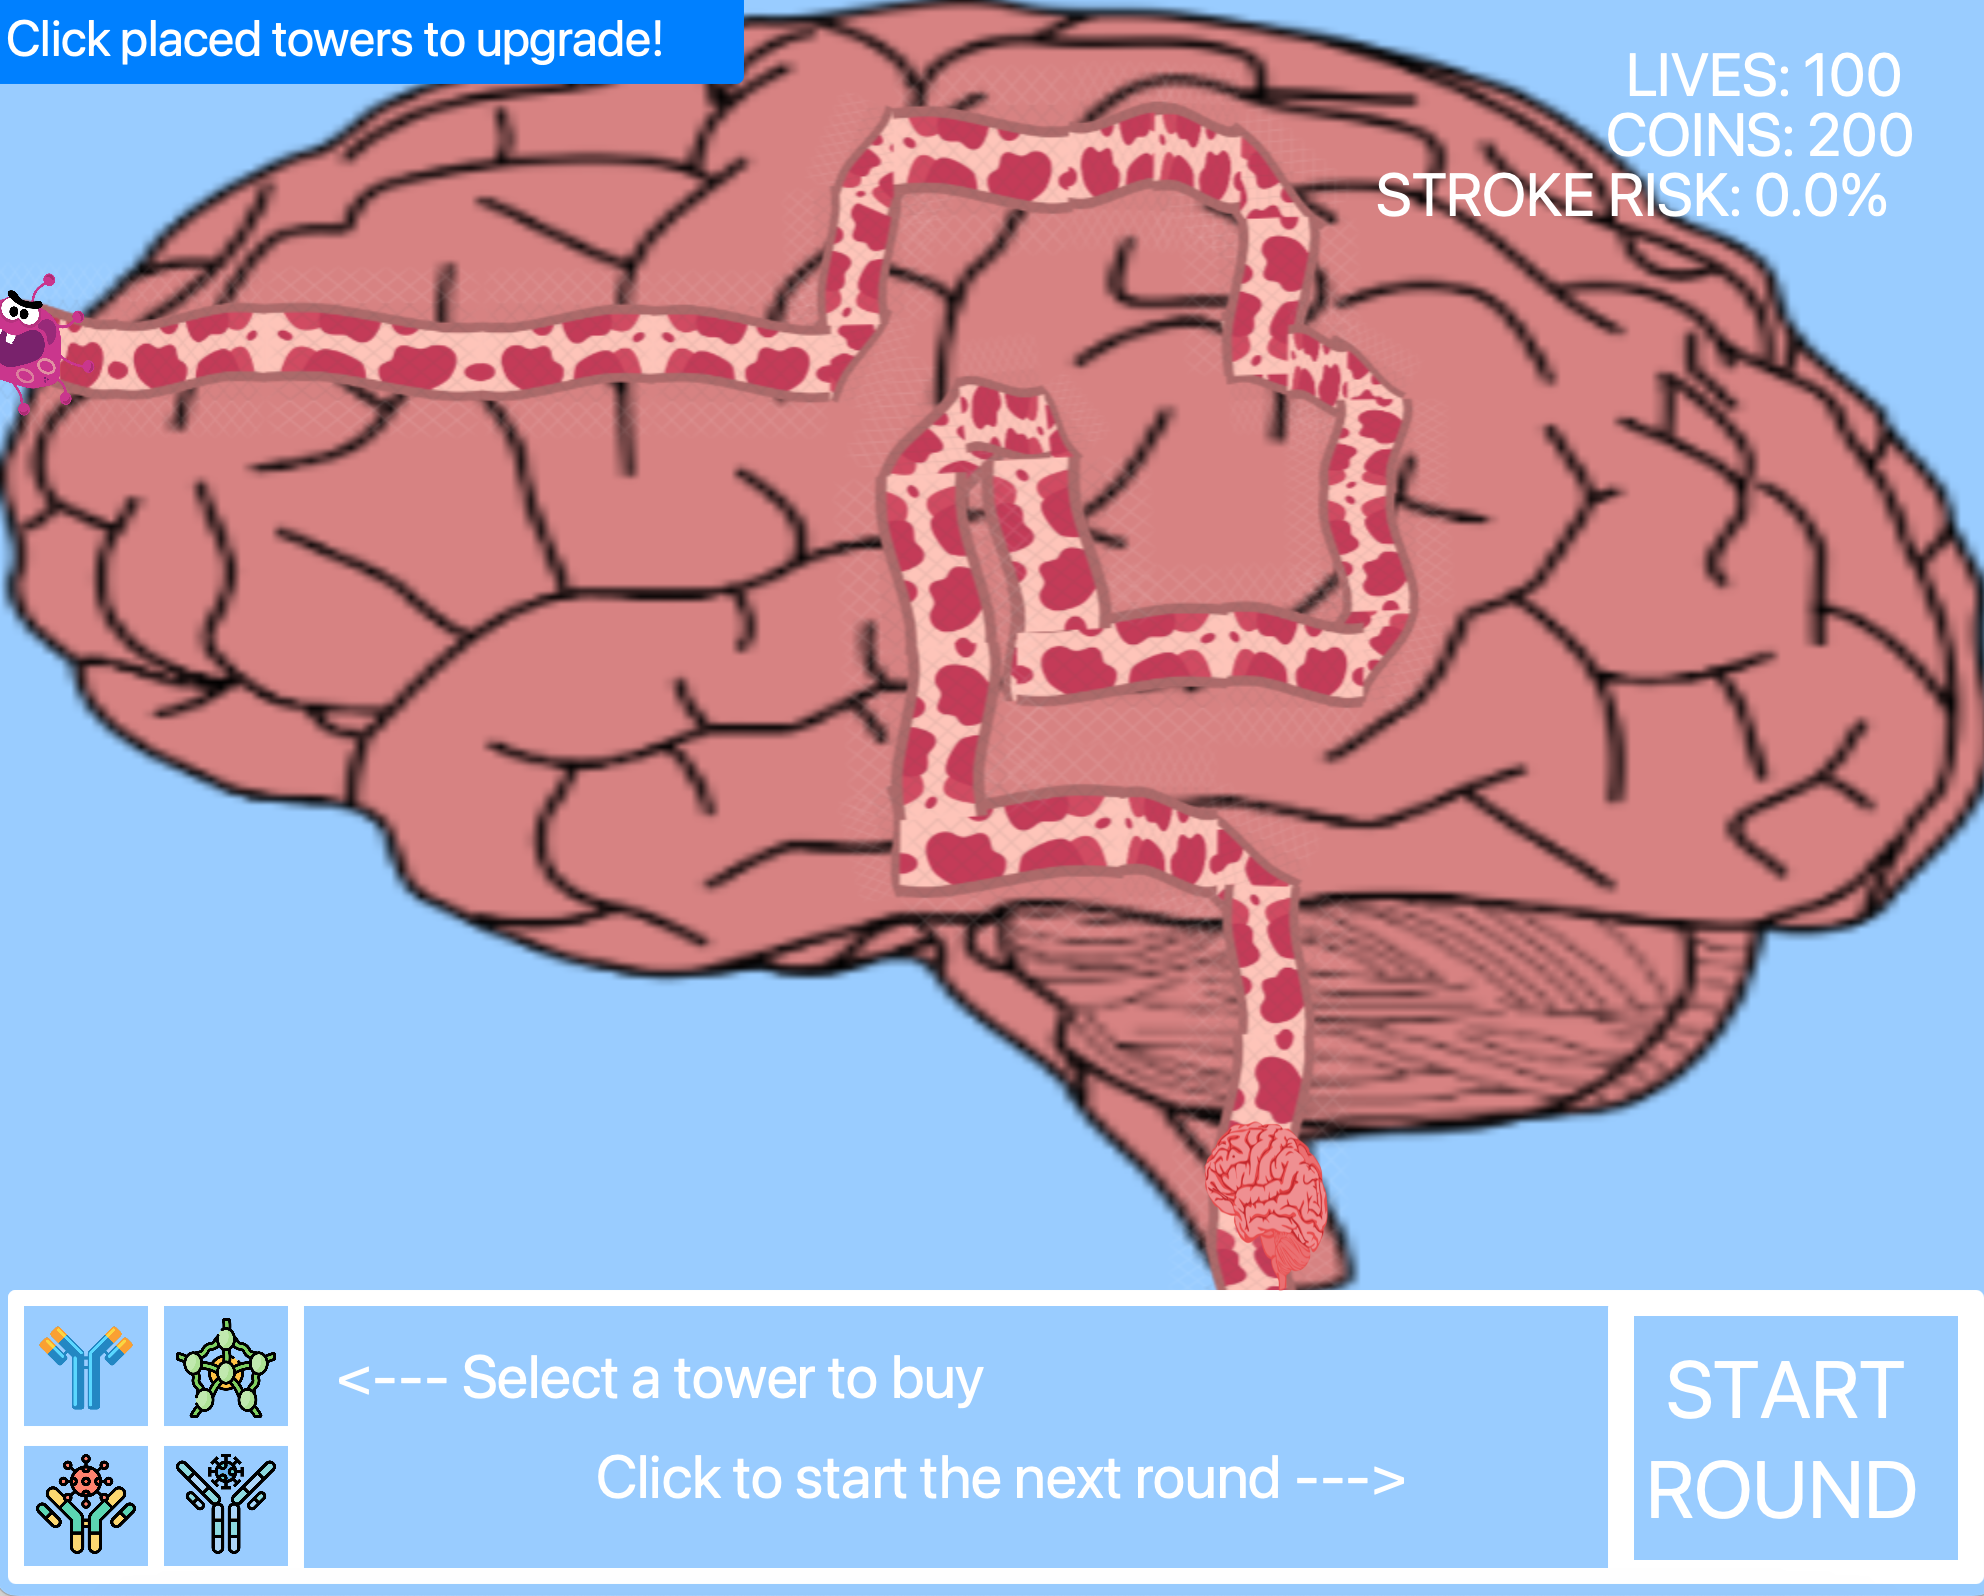 Click placed towers to upgrade!
LIVES: 100
COINS: 200
STROKE RISK: 0.0%
<--- Select a tower to buy
Click to start the next round --->
START
ROUND